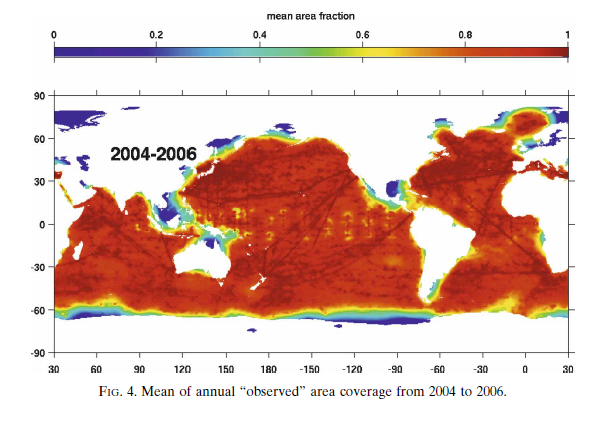 mean area fraction
0 0.2 0.4 0.6 0.8 1
90
60
2004-2006
30
0
-30
-60
-90
30 60 90 120 150 -180 -150 -120 -90 -60 -30 0 30
FIG. 4. Mean of annual “observed” area coverage from 2004 to 2006.